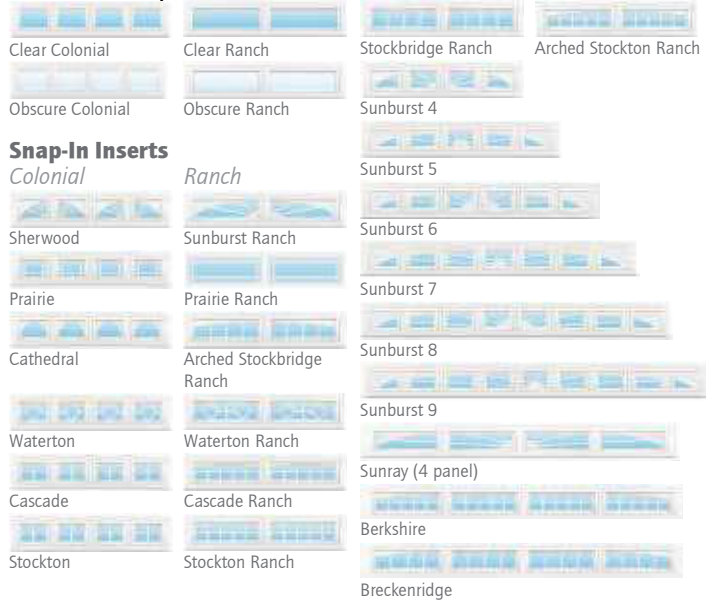 Clear Colonial
Clear Ranch
Obscure Colonial
Obscure Ranch
Snap-In Inserts
Colonial
Ranch
Sherwood
Sunburst Ranch
Prairie
Prairie Ranch
Cathedral
Arched Stockbridge
Ranch
Waterton
Waterton Ranch
Cascade
Cascade Ranch
Stockton
Stockton Ranch
Stockbridge Ranch
Arched Stockton Ranch
Sunburst 4
Sunburst 5
Sunburst 6
Sunburst 7
Sunburst 8
Sunburst 9
Sunray (4 panel)
Berkshire
Breckenridge